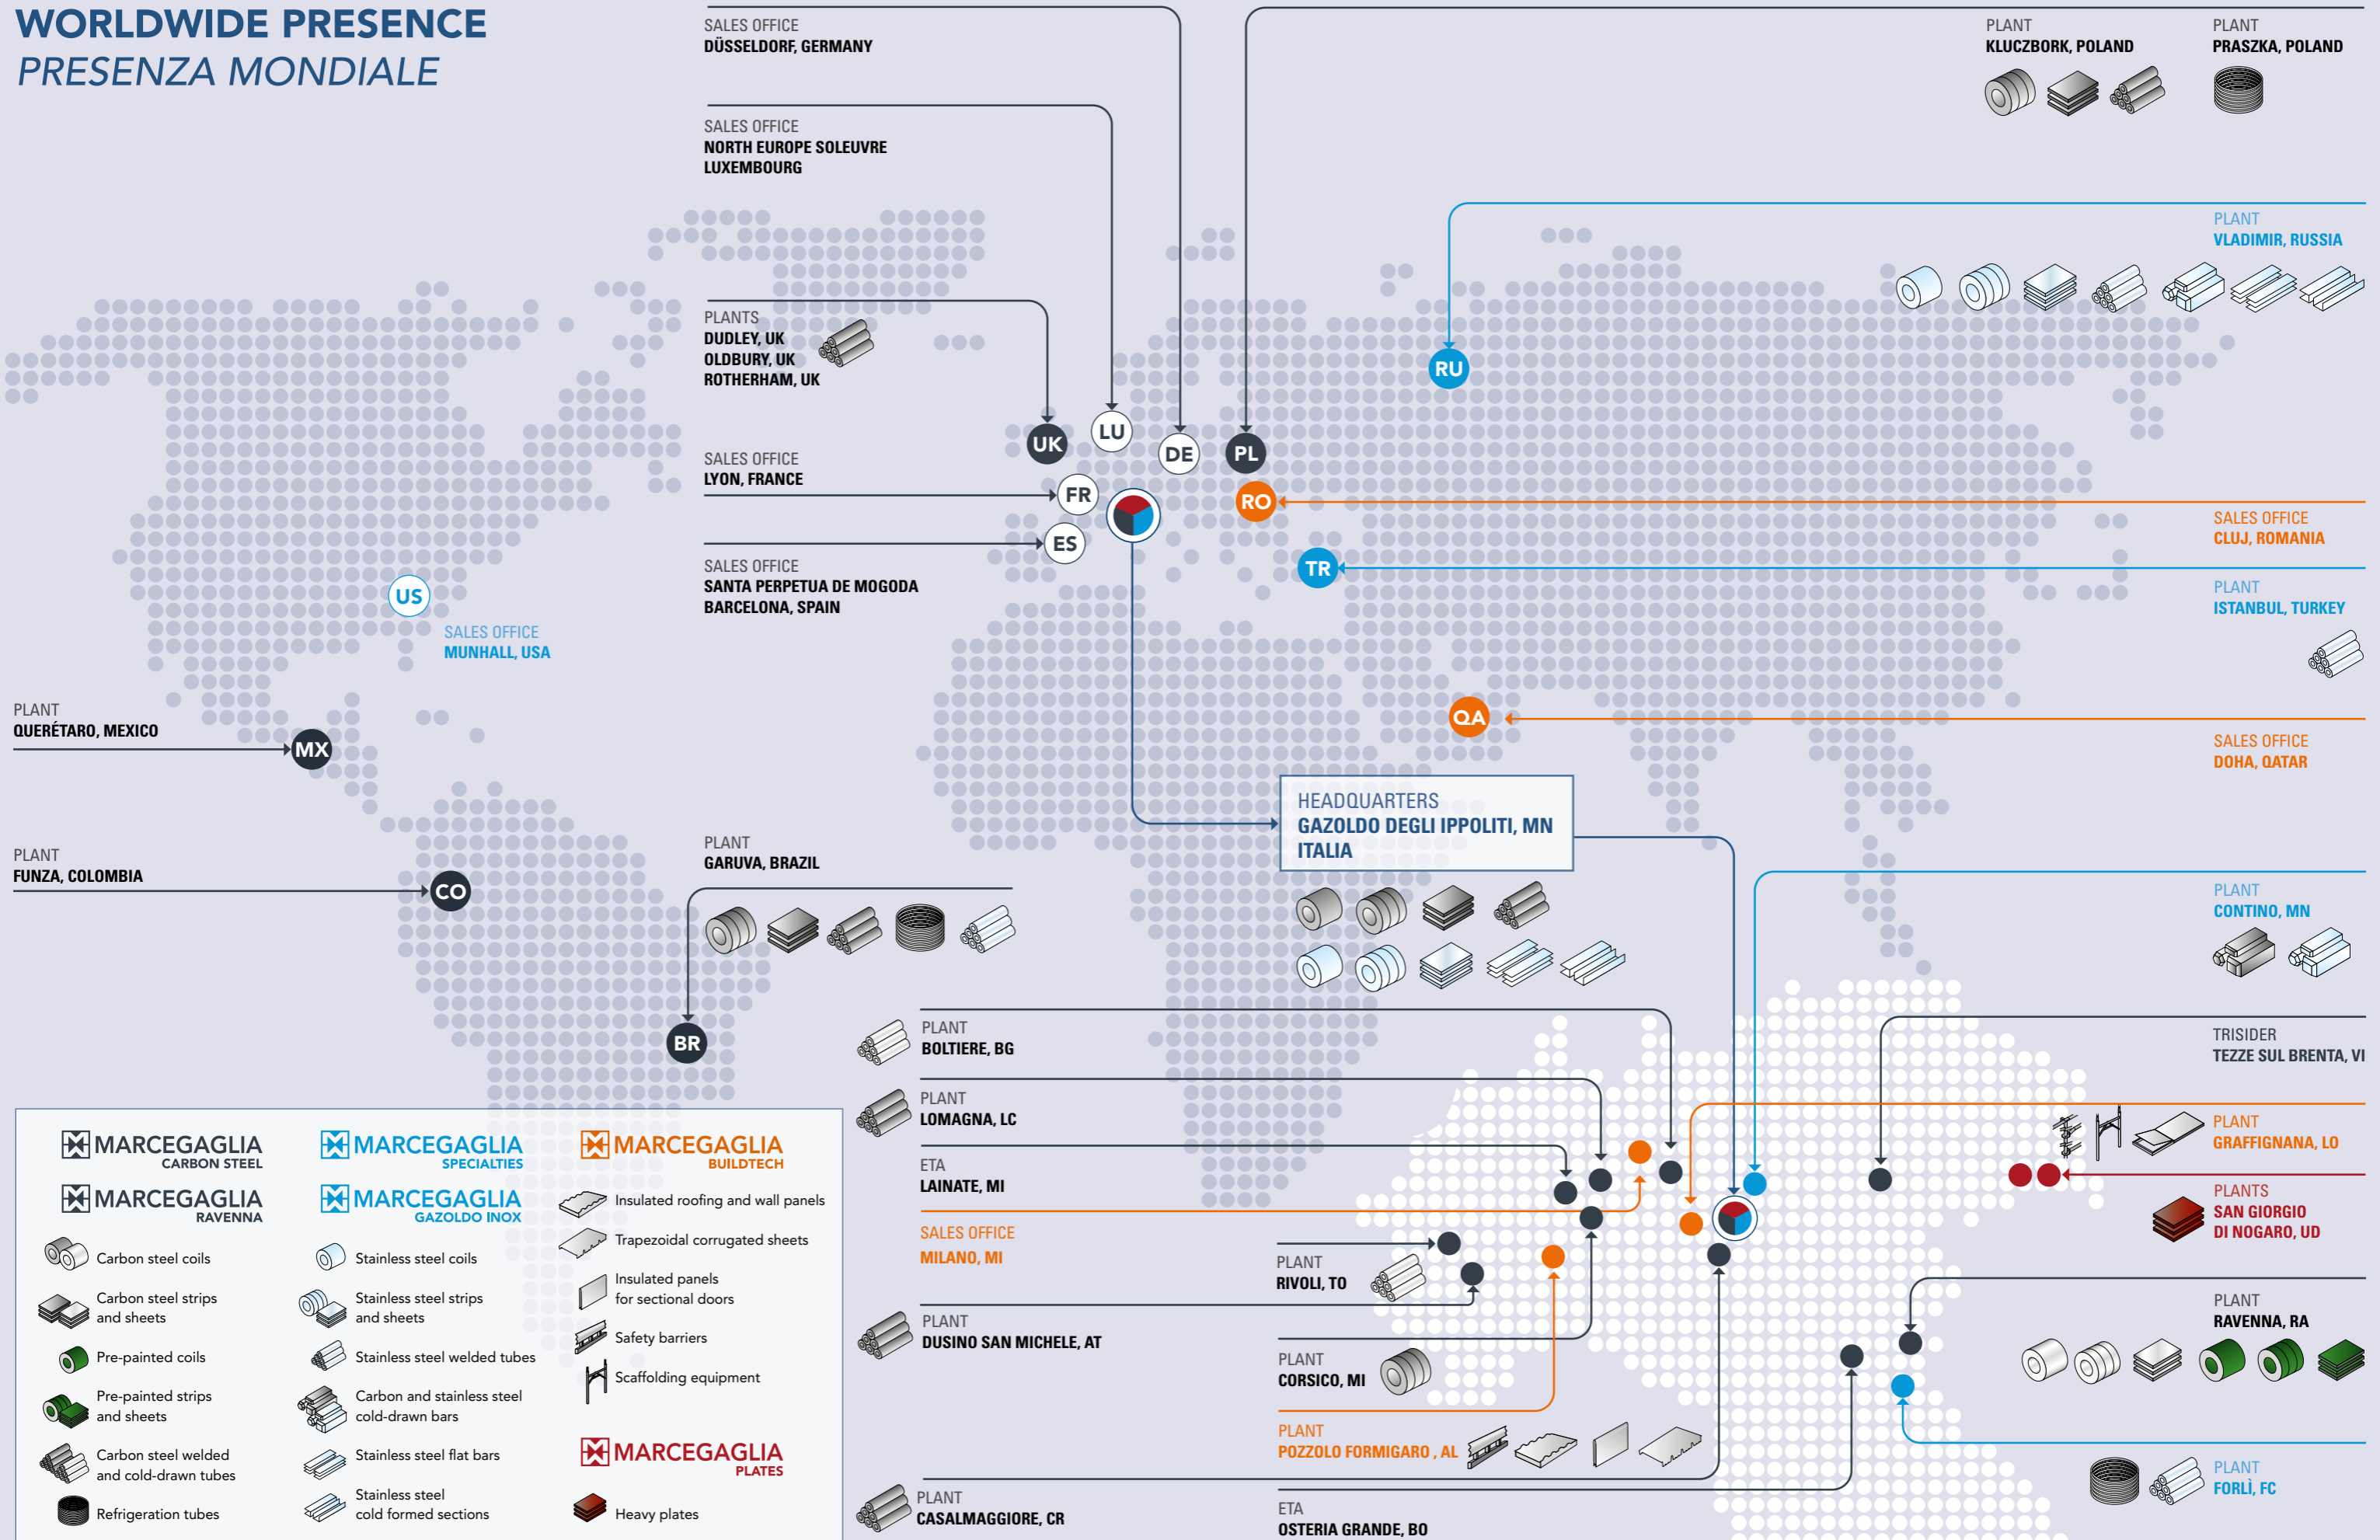 WORLDWIDE PRESENCE
PRESENZA MONDIALE
SALES OFFICE
DÜSSELDORF, GERMANY
SALES OFFICE
NORTH EUROPE SOLEUVRE
LUXEMBOURG
PLANTS
DUDLEY, UK
OLDBURY, UK
ROTHERHAM, UK
SALES OFFICE
LYON, FRANCE
SALES OFFICE
SANTA PERPETUA DE MOGODA
BARCELONA, SPAIN
PLANT
KLUCZBORK, POLAND
PLANT
PRASZKA, POLAND
PLANT
VLADIMIR, RUSSIA
RU
UK
LU
DE
PL
FR
RO
ES
TR
US
QA
MX
CO
BR
SALES OFFICE
CLUJ, ROMANIA
PLANT
ISTANBUL, TURKEY
SALES OFFICE
MUNHALL, USA
PLANT
QUERÉTARO, MEXICO
SALES OFFICE
DOHA, QATAR
PLANT
FUNZA, COLOMBIA
PLANT
GARUVA, BRAZIL
HEADQUARTERS
GAZOLDO DEGLI IPPOLITI, MN
ITALIA
PLANT
CONTINO, MN
PLANT
BOLTIERE, BG
PLANT
LOMAGNA, LC
ETA
LAINATE, MI
SALES OFFICE
MILANO, MI
PLANT
RIVOLI, TO
PLANT
DUSINO SAN MICHELE, AT
PLANT
CORSICO, MI
PLANT
POZZOLO FORMIGARO , AL
PLANT
CASALMAGGIORE, CR
ETA
OSTERIA GRANDE, BO
TRISIDER
TEZZE SUL BRENTA, VI
PLANT
GRAFFIGNANA, LO
PLANTS
SAN GIORGIO
DI NOGARO, UD
PLANT
RAVENNA, RA
PLANT
FORLÌ, FC
MARCEGAGLIA
CARBON STEEL
MARCEGAGLIA
RAVENNA
Carbon steel coils
Carbon steel strips
and sheets
Pre-painted coils
Pre-painted strips
and sheets
Carbon steel welded
and cold-drawn tubes
Refrigeration tubes
MARCEGAGLIA
SPECIALTIES
MARCEGAGLIA
GAZOLDO INOX
Stainless steel coils
Stainless steel strips
and sheets
Stainless steel welded tubes
Carbon and stainless steel
cold-drawn bars
Stainless steel flat bars
Stainless steel
cold formed sections
MARCEGAGLIA
BUILDTECH
Insulated roofing and wall panels
Trapezoidal corrugated sheets
Insulated panels
for sectional doors
Safety barriers
Scaffolding equipment
MARCEGAGLIA
PLATES
Heavy plates